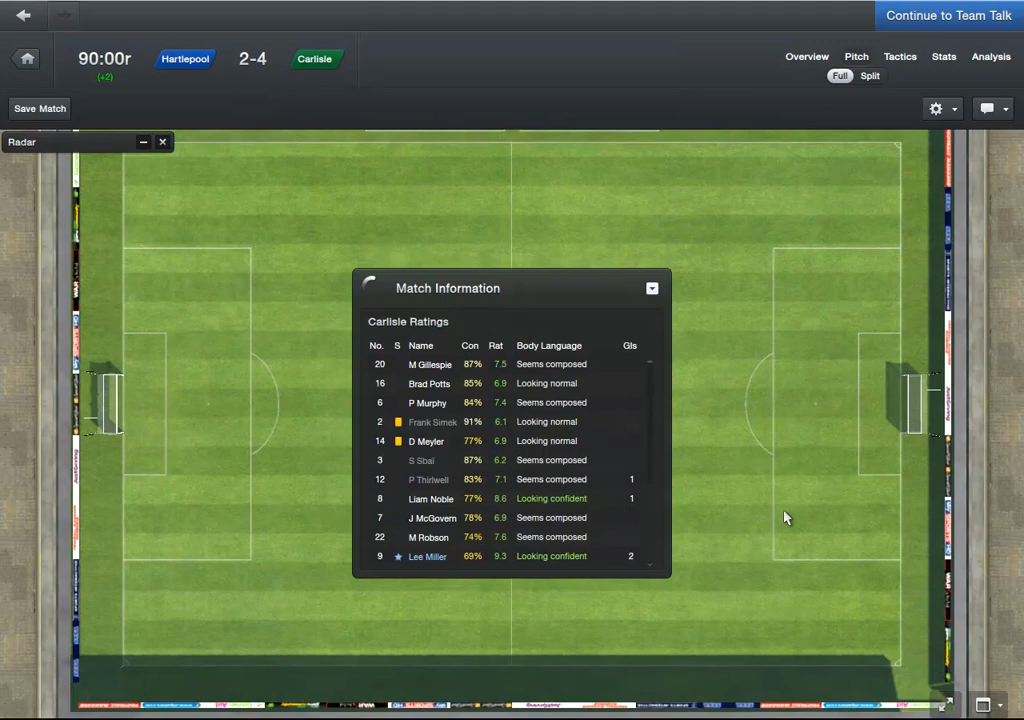 Continue to Team Talk
90:00r
Hartlepool
2-4
Carlisle
(+2)
Overview Pitch Tactics Stats Analysis
Full Split
Save Match
Radar
Match Information
Carlisle Ratings
No. S Name Con Rat Body Language Gls
20 M Gillespie 87% 7.5 Seems composed
16 Brad Potts 85% 6.9 Looking normal
6 P Murphy 84% 7.4 Seems composed
2 Frank Simek 91% 6.1 Looking normal
14 D Meyler 77% 6.9 Looking normal
3 S Sbaï 87% 6.2 Seems composed
12 P Thirlwell 83% 7.1 Seems composed 1
8 Liam Noble 77% 8.6 Looking confident 1
7 J McGovern 78% 6.9 Seems composed
22 M Robson 74% 7.6 Seems composed
9 Lee Miller 69% 9.3 Looking confident 2